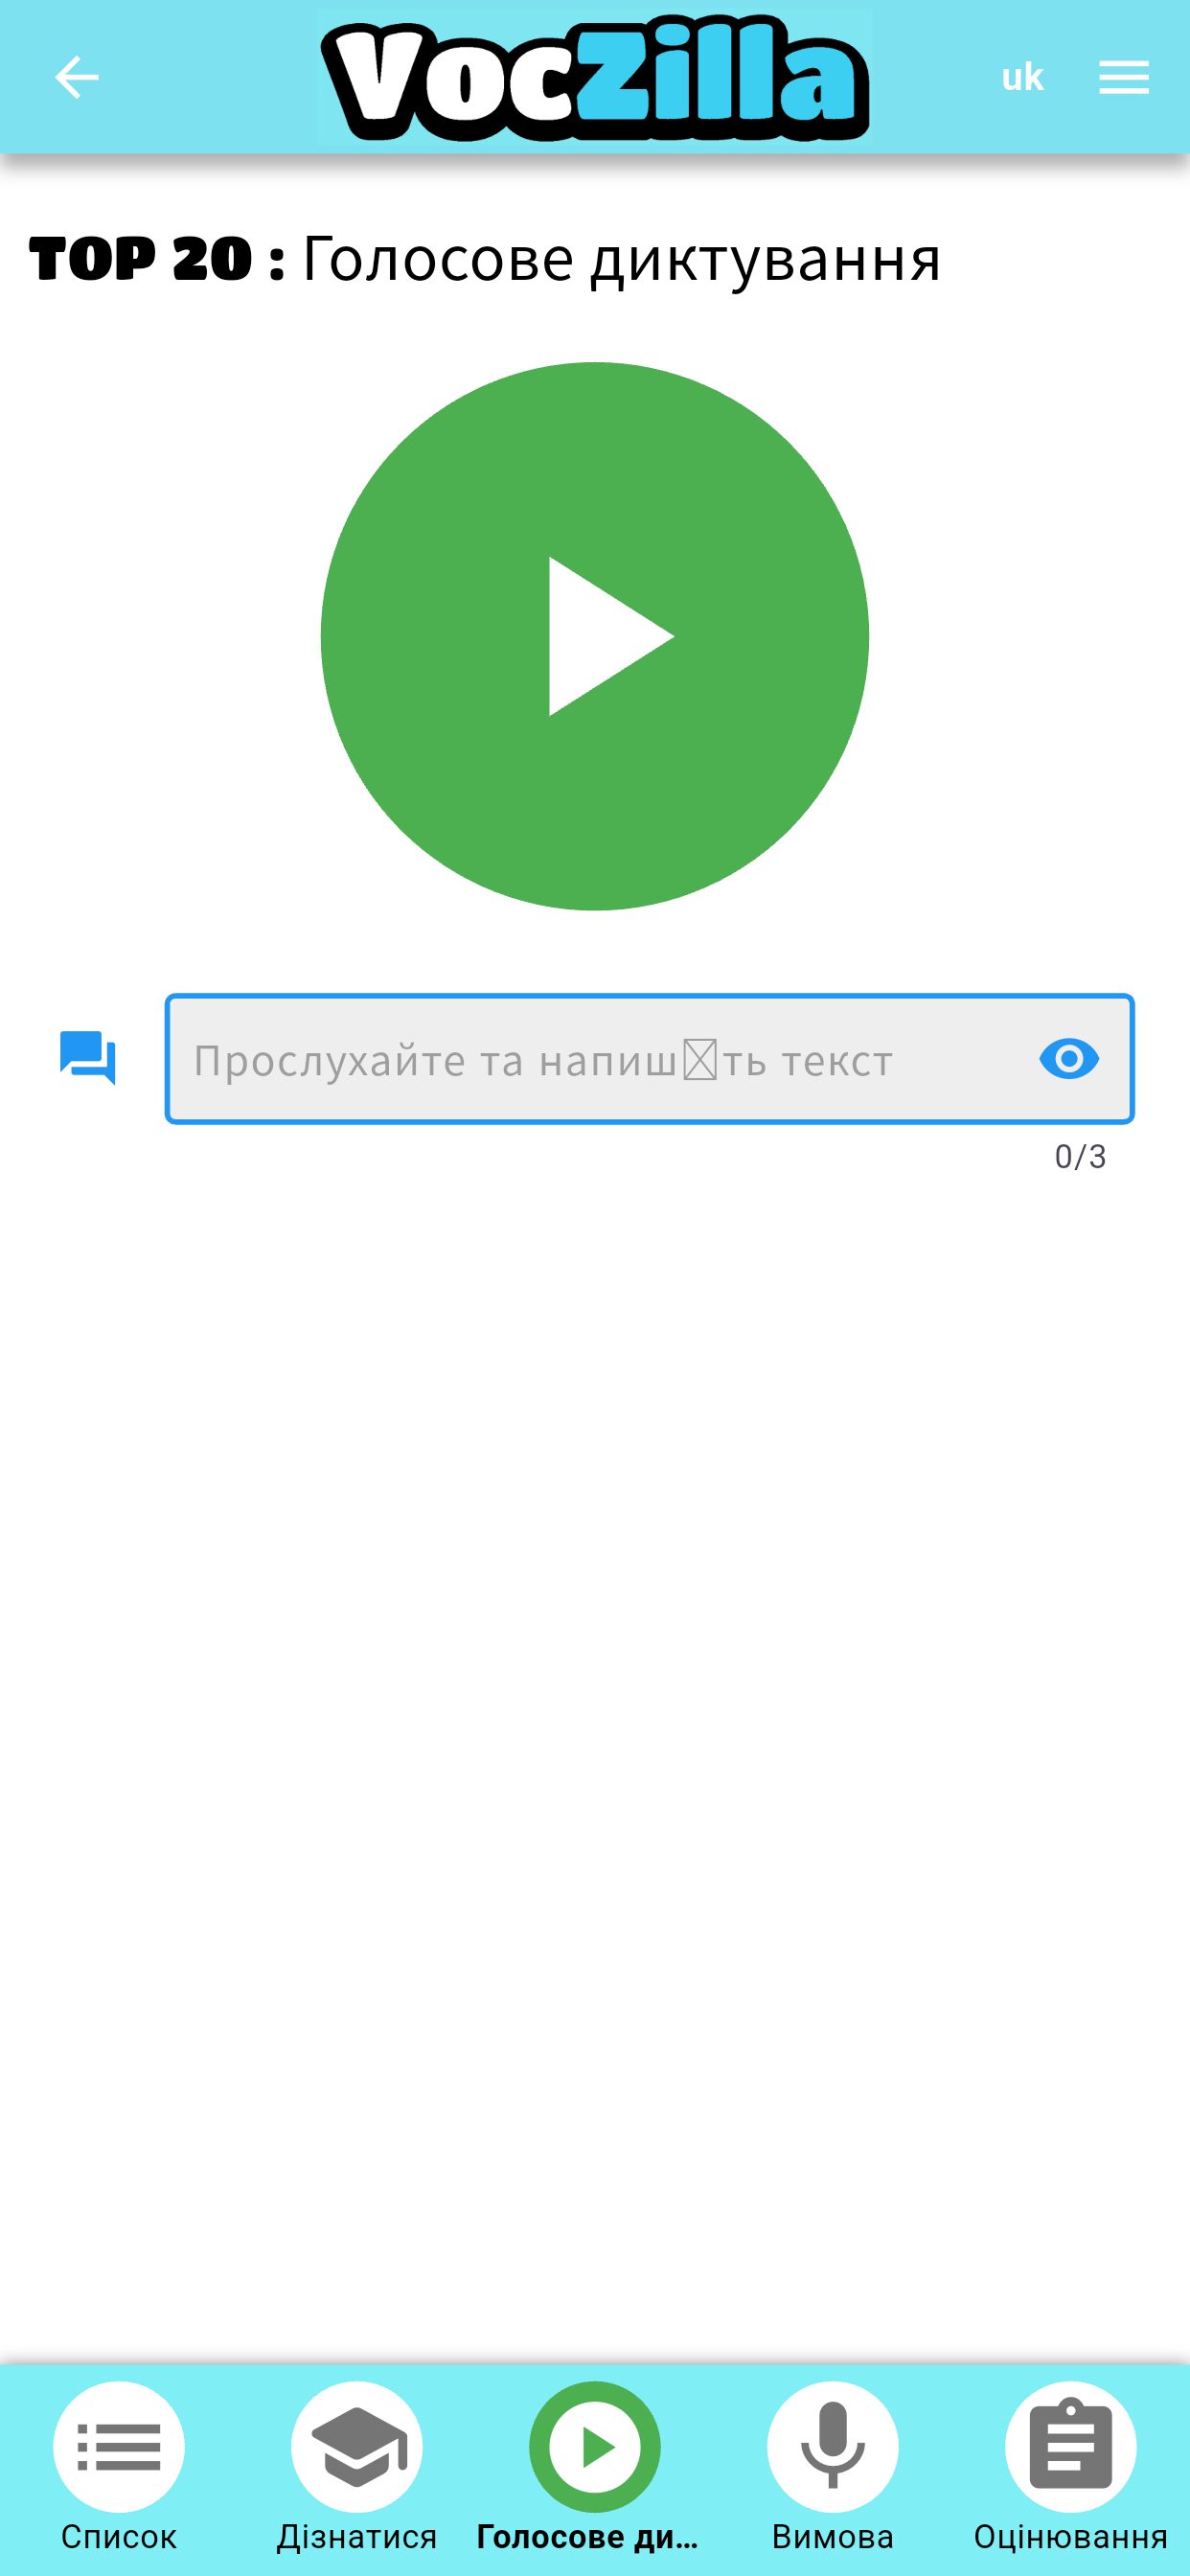 VocZilla
uk
TOP 20 : Голосове диктування
Прослухайте та напиш☒ть текст
0/3
Список
Дізнатися
Голосове ди...
Вимова
Оцінювання